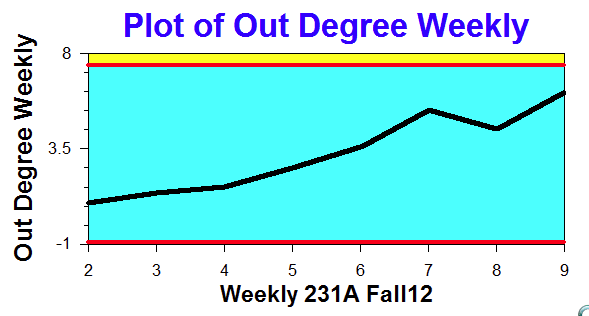 Plot of Out Degree Weekly
Out Degree Weekly
8
3.5
-1
2 3 4 5 6 7 8 9
Weekly 231A Fall12